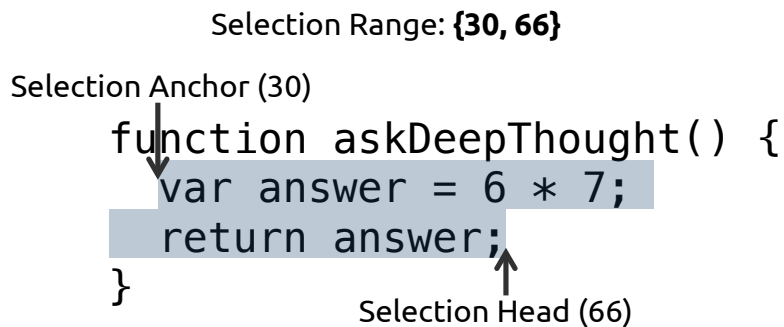 Selection Range: {30, 66}
Selection Anchor (30)
function askDeepThought() {
  var answer = 6 * 7;
  return answer;
}
Selection Head (66)